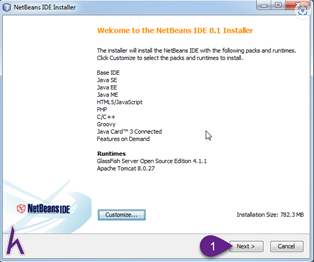 NetBeans IDE Installer
Welcome to the NetBeans IDE 8.1 Installer
The installer will install the NetBeans IDE with the following packs and runtimes.
Click Customize to select the packs and runtimes to install.
Base IDE
Java SE
Java EE
Java ME
HTML5/JavaScript
PHP
C/C++
Groovy
Java Card™ 3 Connected
Features on Demand
Runtimes
GlassFish Server Open Source Edition 4.1.1
Apache Tomcat 8.0.27
NetBeans IDE
Customize...
Installation Size: 782.3 MB
1
Next >
Cancel